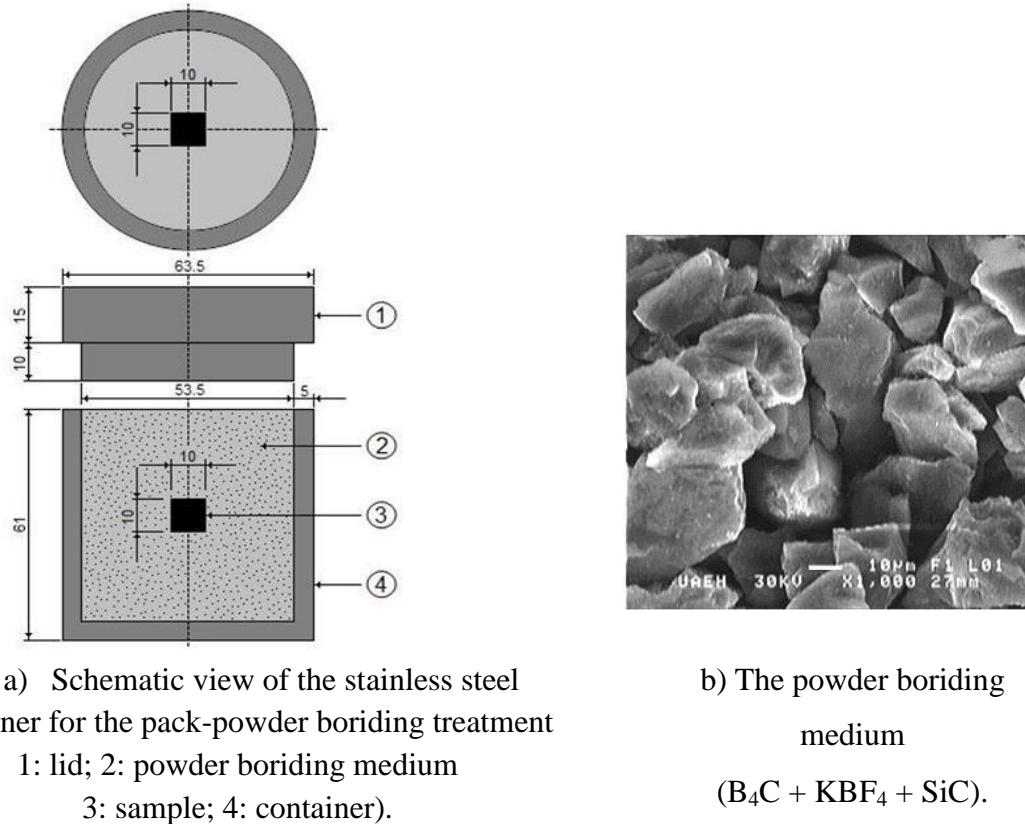 10
10
63.5
15
①
10
53.5
5
②
10
10
③
61
④
UAEH 30KV 10µm F1 L01
X1,000 27mm
a) Schematic view of the stainless steel
ner for the pack-powder boriding treatment
1: lid; 2: powder boriding medium
3: sample; 4: container).
b) The powder boriding
medium
(B₄C + KBF₄ + SiC).